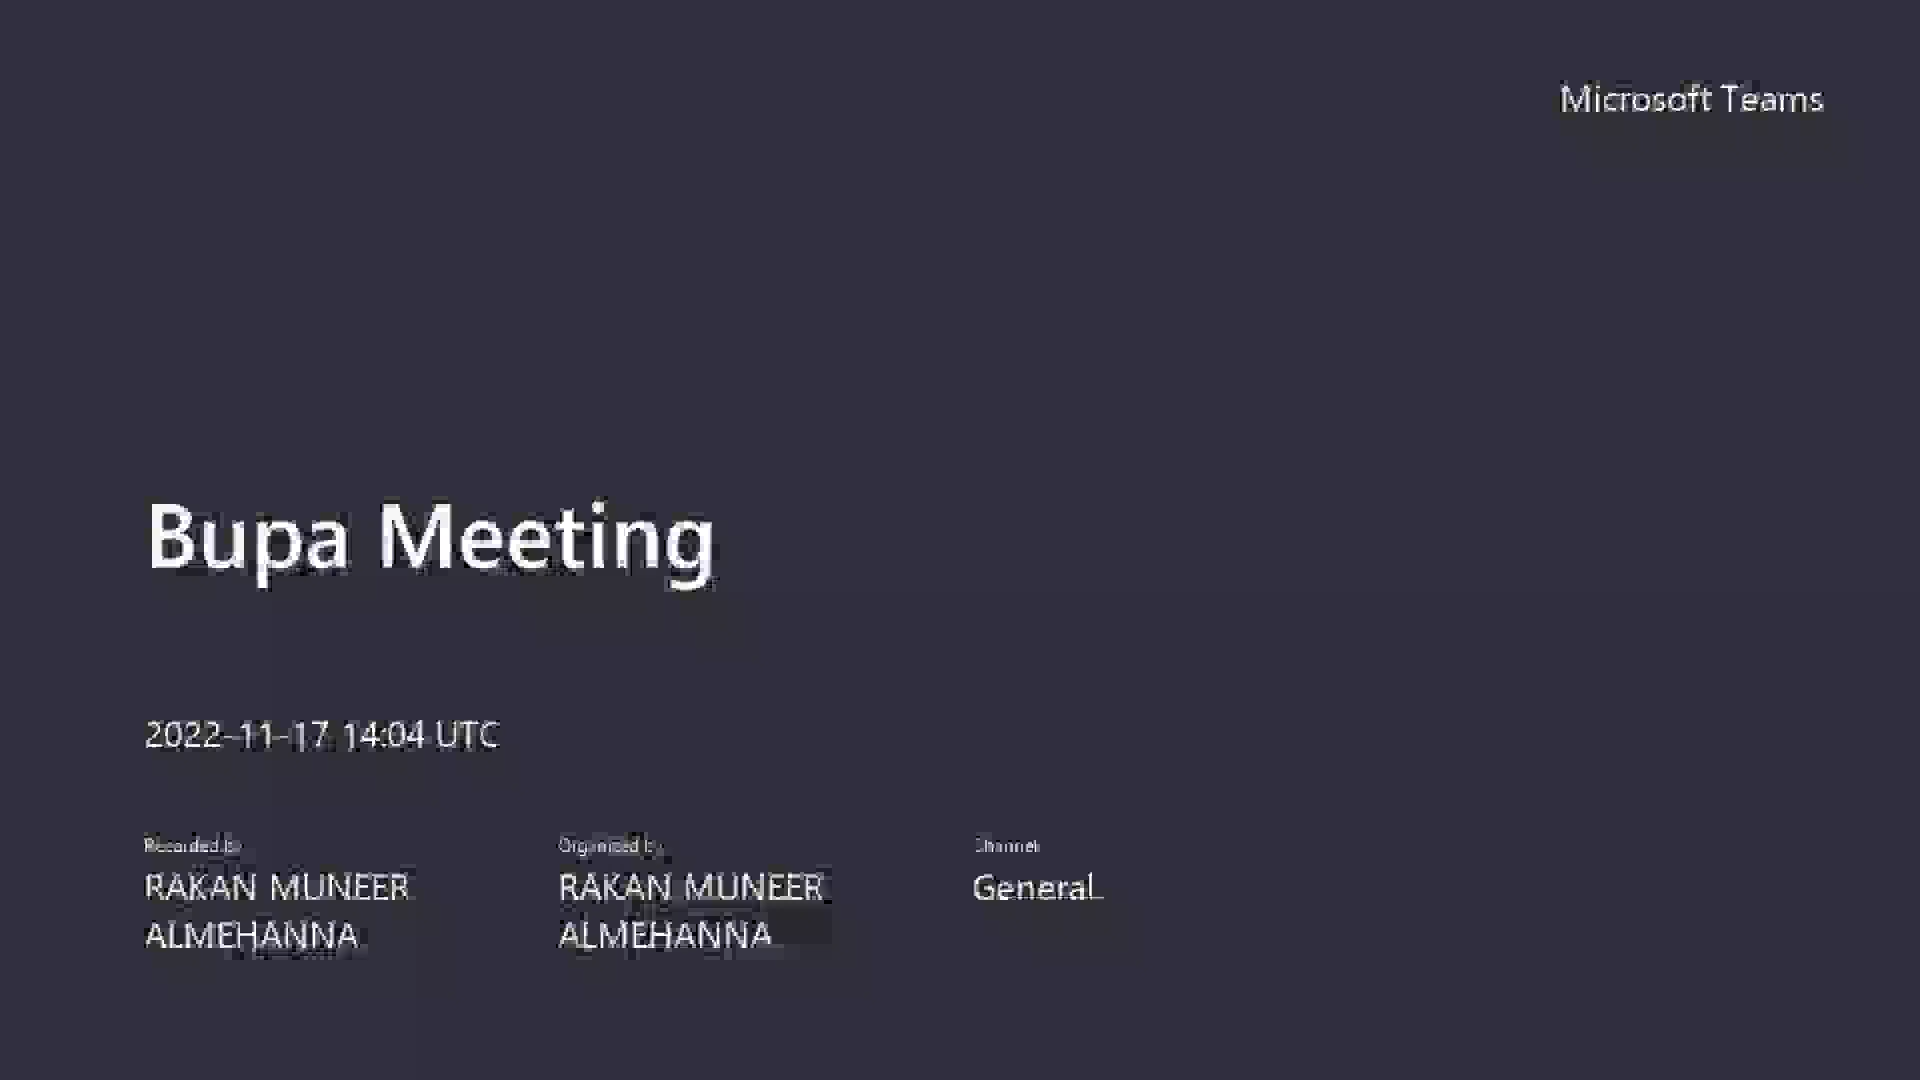 Microsoft Teams
Bupa Meeting
2022-11-17 14:04 UTC
Recorded by
Organized by
Channel
RAKAN MUNEER
RAKAN MUNEER
General
ALMEHANNA
ALMEHANNA